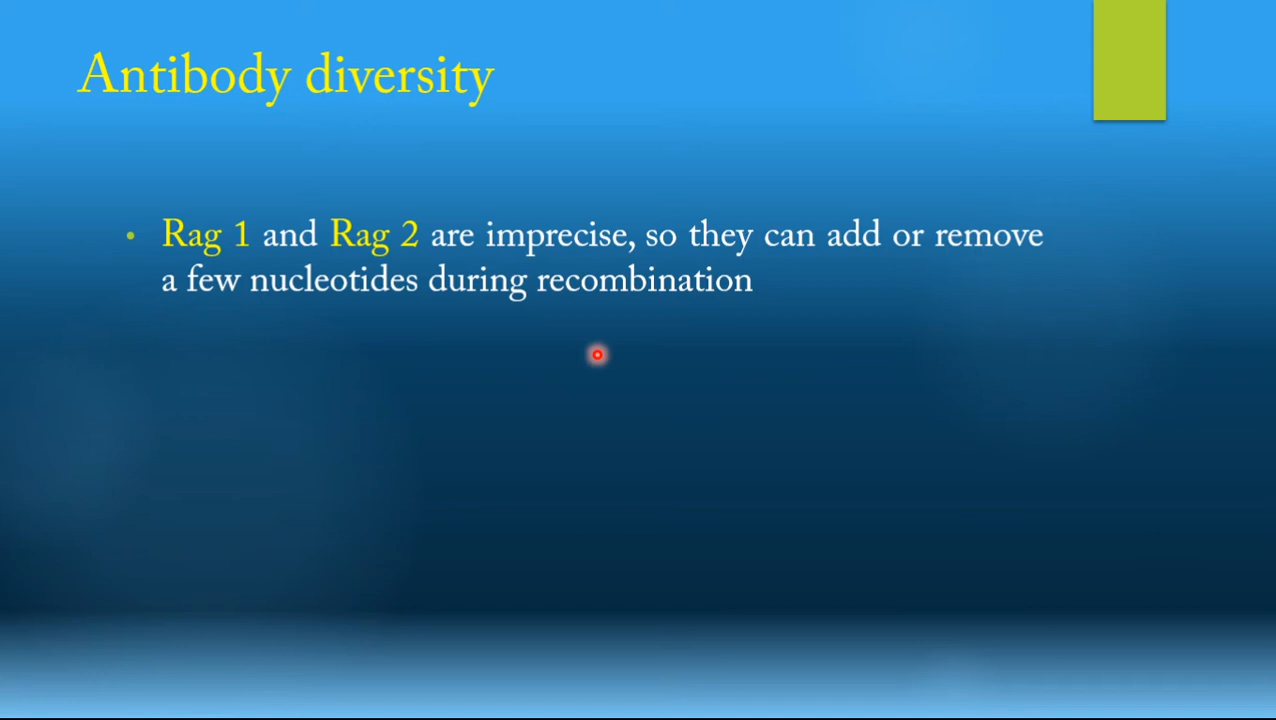 Antibody diversity
• Rag 1 and Rag 2 are imprecise, so they can add or remove
a few nucleotides during recombination